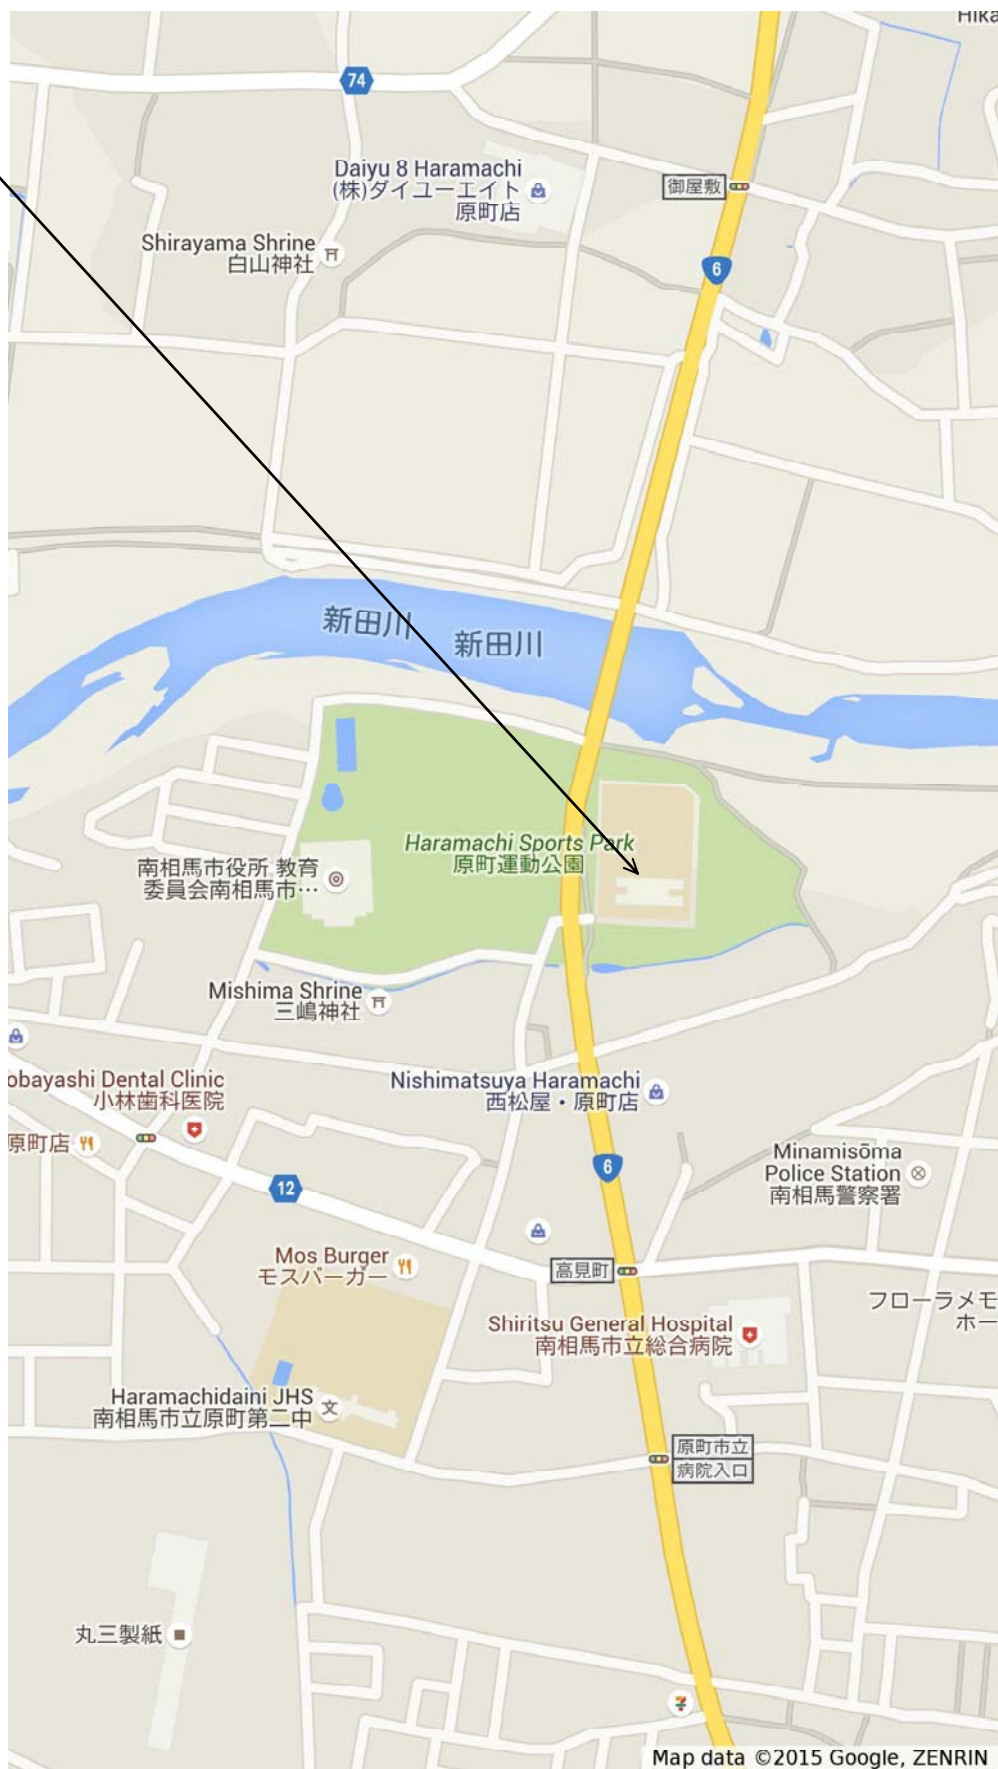 Hika
74
Daiyu 8 Haramachi
(株)ダイユーエイト
原町店
御屋敷
Shirayama Shrine
白山神社
6
新田川
新田川
Haramachi Sports Park
原町運動公園
南相馬市役所 教育
委員会南相馬市…
Mishima Shrine
三嶋神社
obayashi Dental Clinic
小林歯科医院
Nishimatsuya Haramachi
西松屋・原町店
原町店
Minamisōma
Police Station
南相馬警察署
6
12
Mos Burger
モスバーガー
高見町
フローラメモ
ホー
Shiritsu General Hospital
南相馬市立総合病院
Haramachidaini JHS
南相馬市立原町第二中
文
原町市立
病院入口
丸三製紙
7
Map data ©2015 Google, ZENRIN